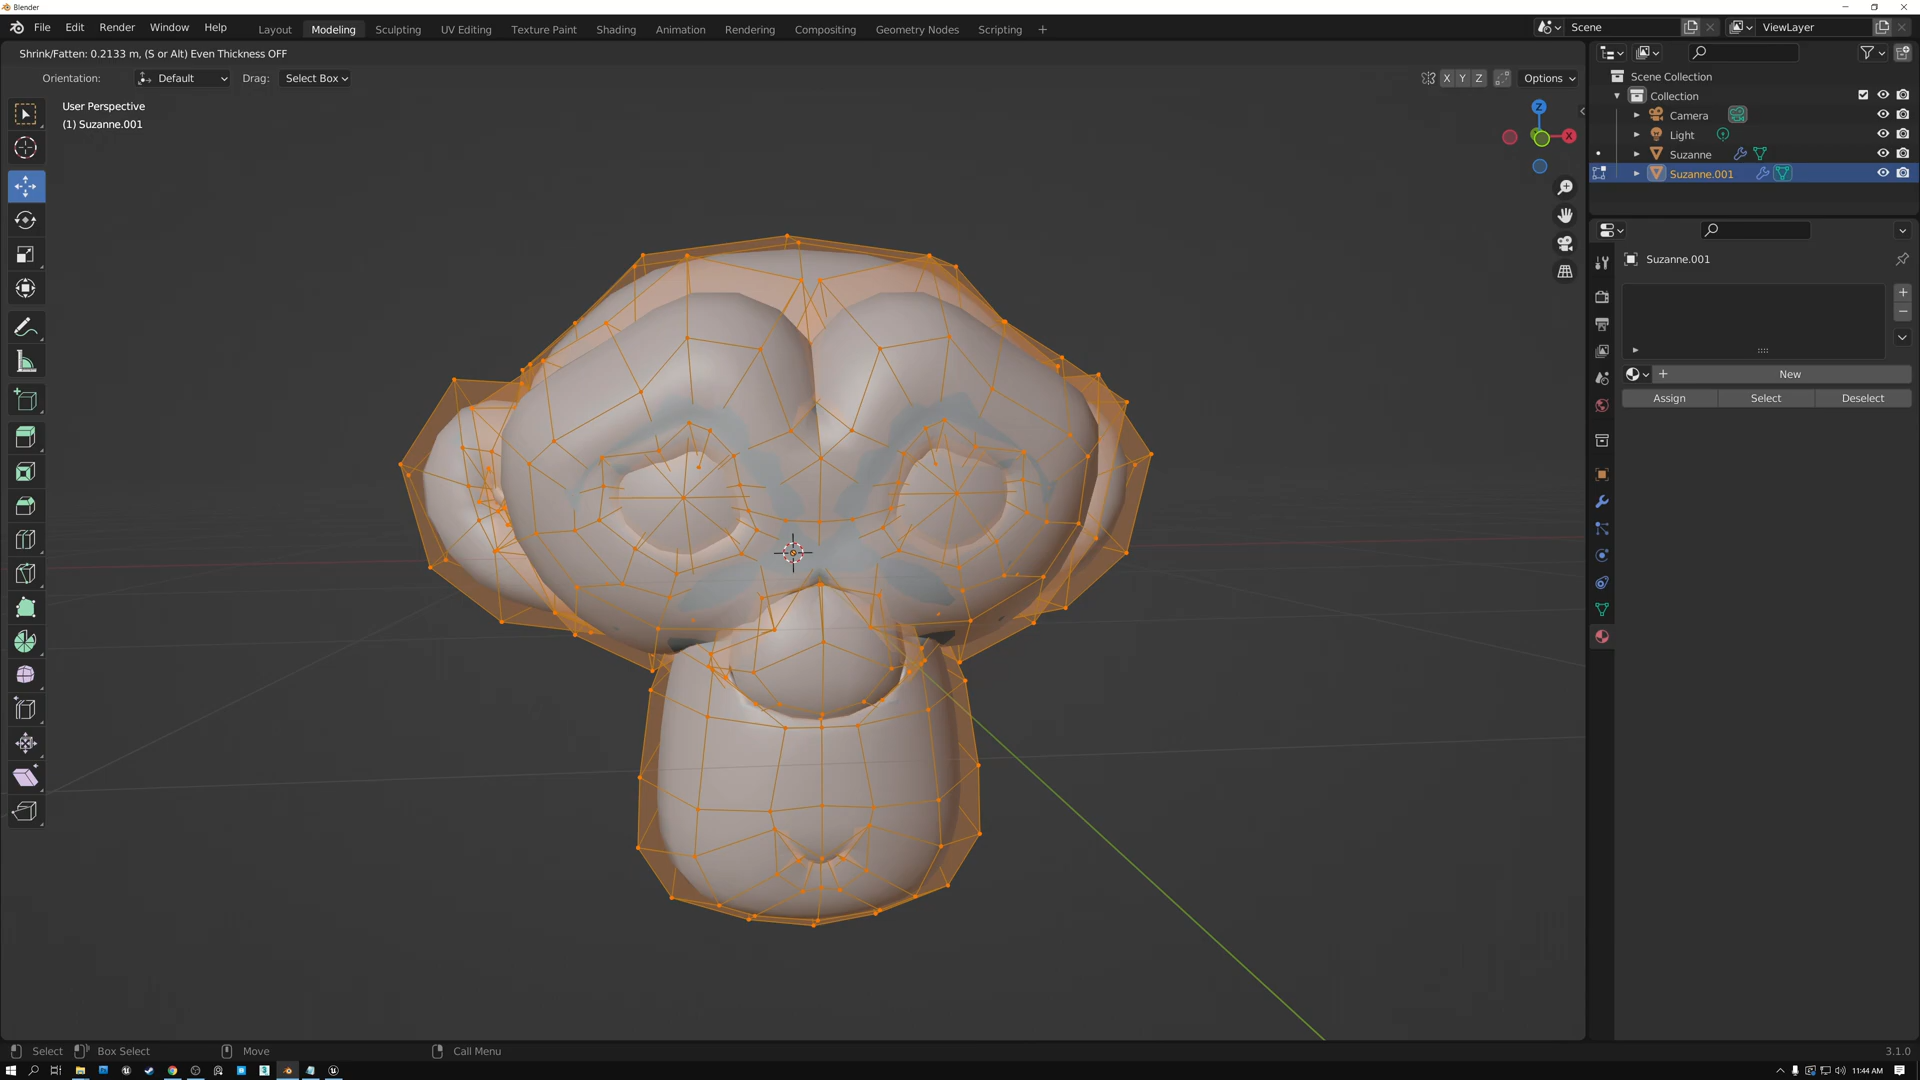 Blender
File Edit Render Window Help
Layout Modeling Sculpting UV Editing Texture Paint Shading Animation Rendering Compositing Geometry Nodes Scripting +
Scene
ViewLayer
Shrink/Fatten: 0.2133 m, (S or Alt) Even Thickness OFF
Orientation: Default Drag: Select Box
X Y Z Options
User Perspective
(1) Suzanne.001
Z
X
Scene Collection
Collection
Camera
Light
Suzanne
Suzanne.001
Suzanne.001
New
Assign Select Deselect
Select Box Select Move Call Menu
3.1.0
11:44 AM